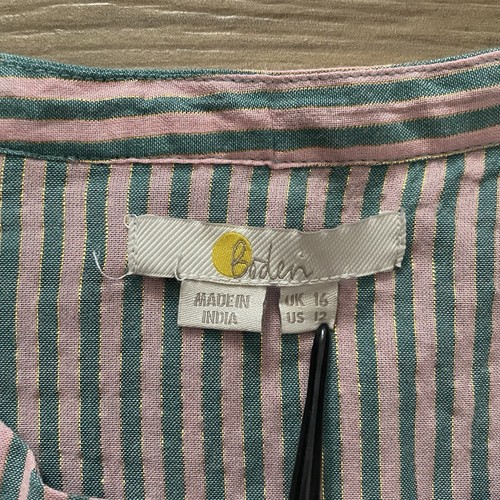 Boden
MADE IN
INDIA
UK 16
US 12